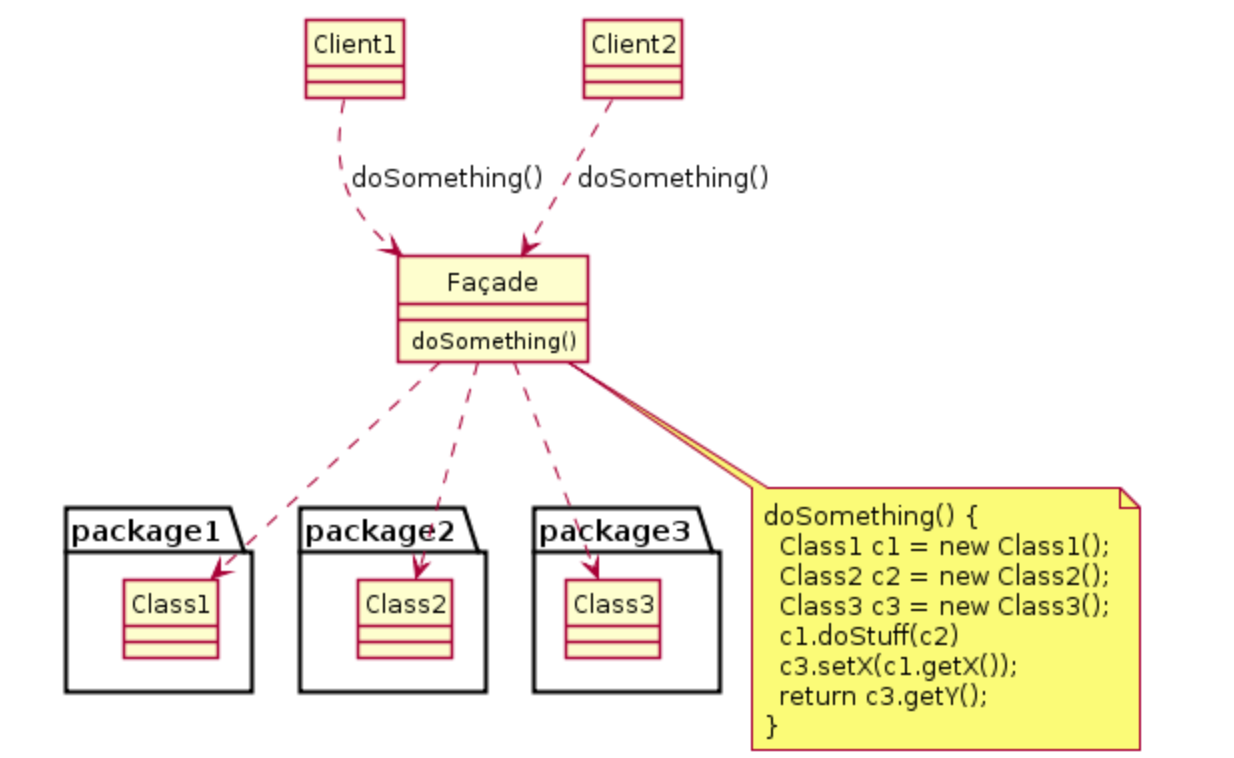 Client1
Client2
doSomething()
doSomething()
Façade
doSomething()
package1
package2
package3
Class1
Class2
Class3
doSomething() {
  Class1 c1 = new Class1();
  Class2 c2 = new Class2();
  Class3 c3 = new Class3();
  c1.doStuff(c2)
  c3.setX(c1.getX());
  return c3.getY();
}